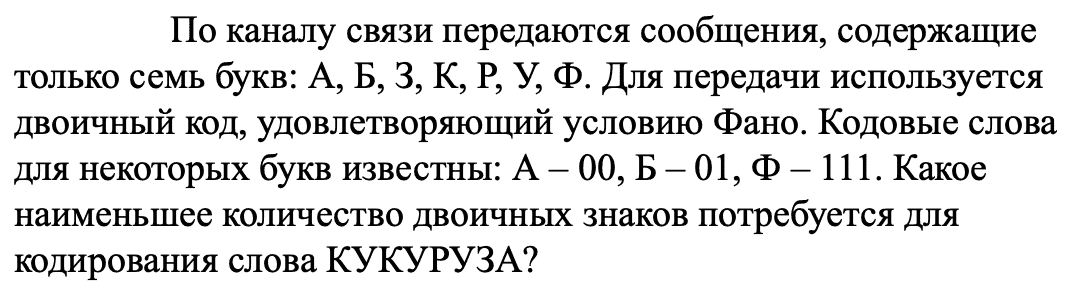 По каналу связи передаются сообщения, содержащие
только семь букв: А, Б, З, К, Р, У, Ф. Для передачи используется
двоичный код, удовлетворяющий условию Фано. Кодовые слова
для некоторых букв известны: А – 00, Б – 01, Ф – 111. Какое
наименьшее количество двоичных знаков потребуется для
кодирования слова КУКУРУЗА?